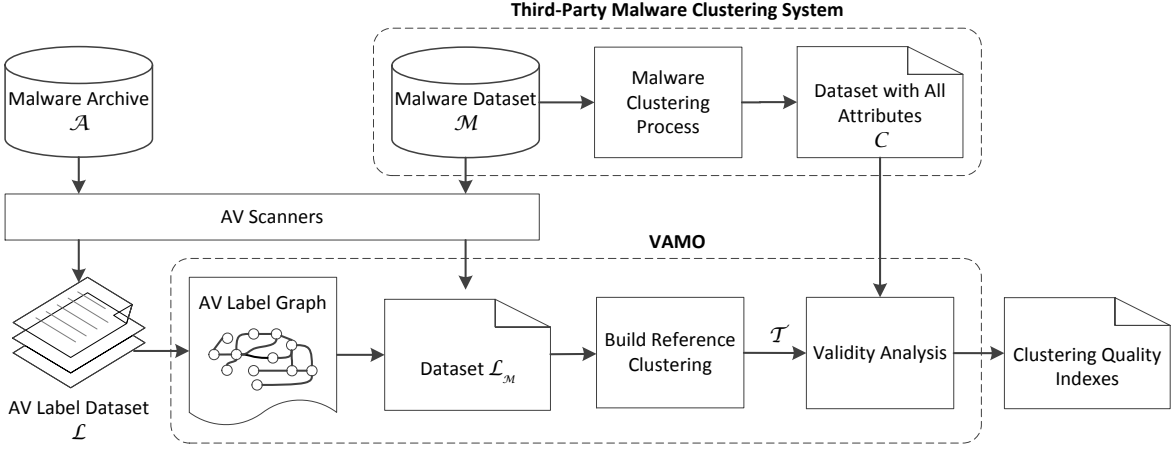 Third-Party Malware Clustering System
Malware Archive
𝒜
Malware Dataset
ℳ
Malware
Clustering
Process
Dataset with All
Attributes
C
AV Scanners
VAMO
AV Label Dataset
ℒ
AV Label Graph
Dataset ℒ_ℳ
Build Reference
Clustering
𝒯
Validity Analysis
Clustering Quality
Indexes